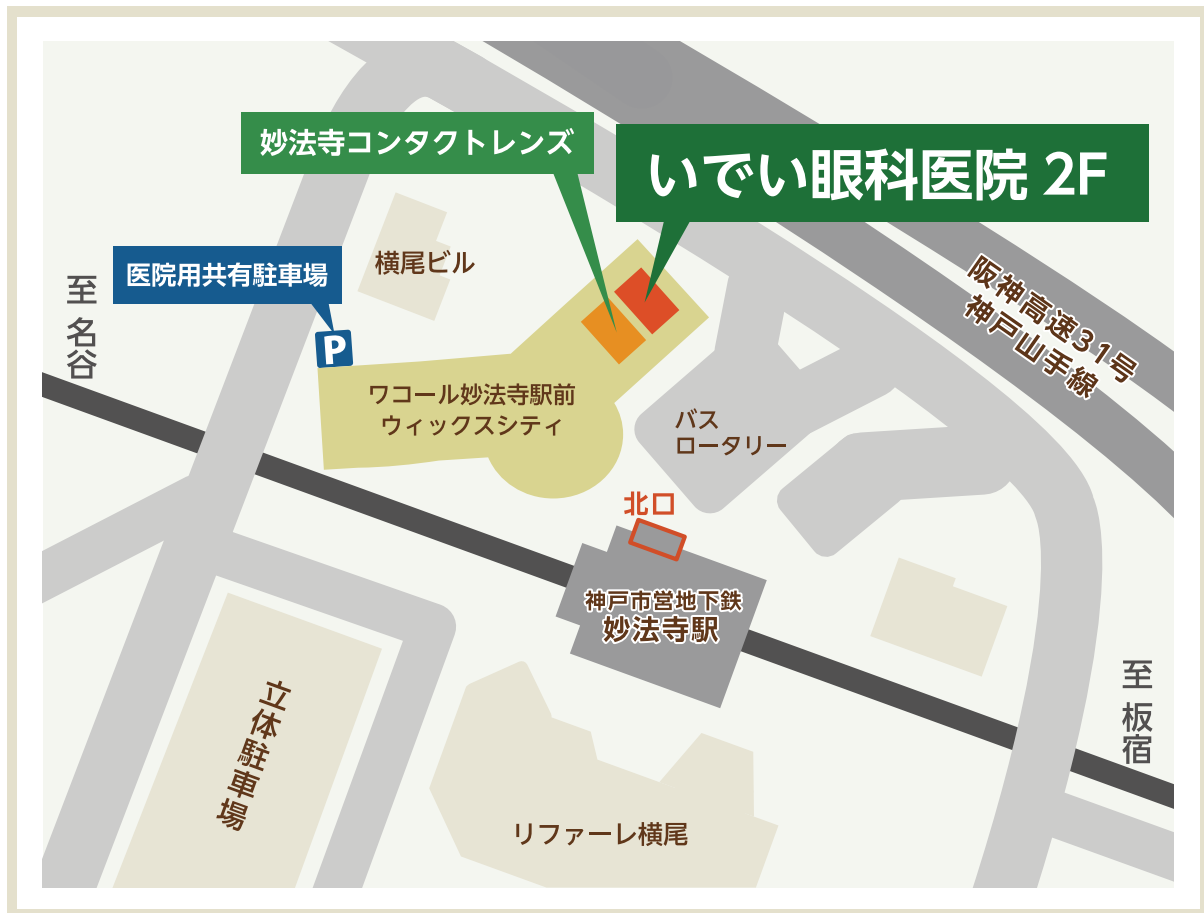 妙法寺コンタクトレンズ
いでい眼科医院 2F
医院用共有駐車場
横尾ビル
至 名谷
P
阪神高速31号
神戸山手線
ワコール妙法寺駅前
ウィックスシティ
バス
ロータリー
北口
神戸市営地下鉄
妙法寺駅
至 板宿
立体駐車場
リファーレ横尾